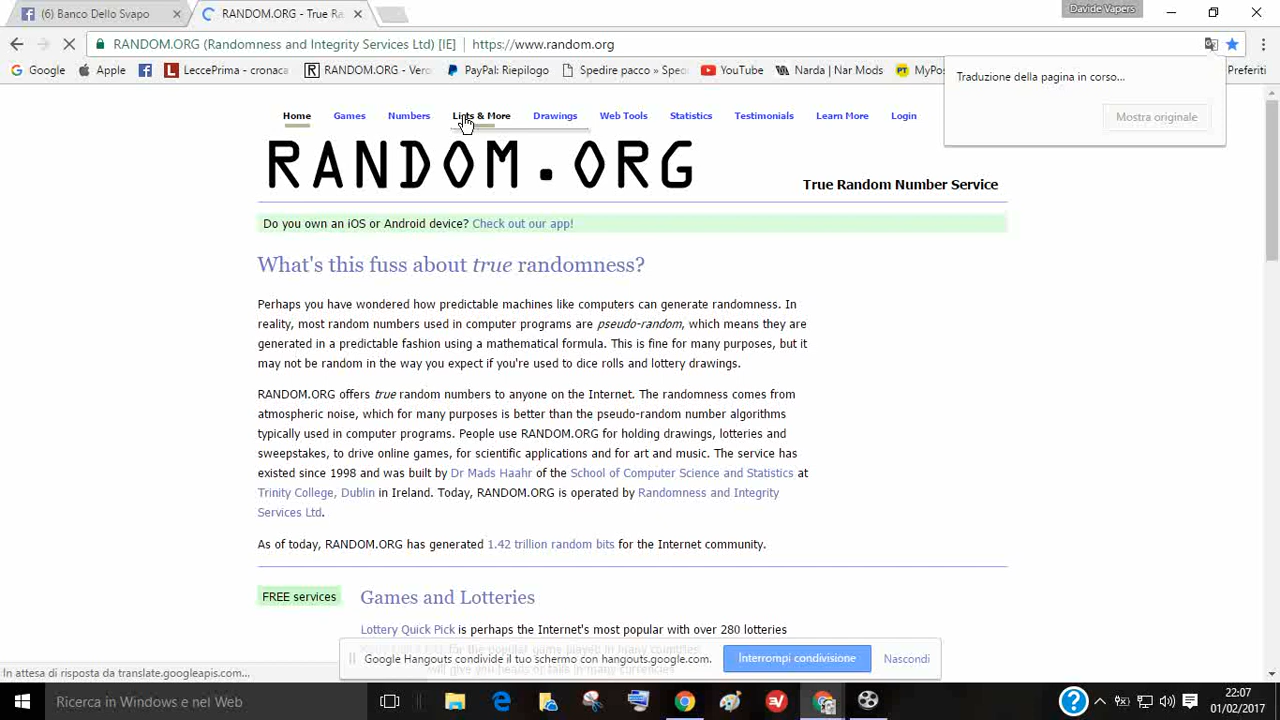 (6) Banco Dello Svapo
RANDOM.ORG - True Ra
Davide Vapers
RANDOM.ORG (Randomness and Integrity Services Ltd) [IE]
https://www.random.org
Google
Apple
LeccePrima - cronaca
RANDOM.ORG - Vero
PayPal: Riepilogo
Spedire pacco » Seco
YouTube
Narda | Nar Mods
Preferiti
Traduzione della pagina in corso...
Mostra originale
Home Games Numbers Lists & More Drawings Web Tools Statistics Testimonials Learn More Login
RANDOM.ORG
True Random Number Service
Do you own an iOS or Android device? Check out our app!
What's this fuss about true randomness?
Perhaps you have wondered how predictable machines like computers can generate randomness. In
reality, most random numbers used in computer programs are pseudo-random, which means they are
generated in a predictable fashion using a mathematical formula. This is fine for many purposes, but it
may not be random in the way you expect if you're used to dice rolls and lottery drawings.
RANDOM.ORG offers true random numbers to anyone on the Internet. The randomness comes from
atmospheric noise, which for many purposes is better than the pseudo-random number algorithms
typically used in computer programs. People use RANDOM.ORG for holding drawings, lotteries and
sweepstakes, to drive online games, for scientific applications and for art and music. The service has
existed since 1998 and was built by Dr Mads Haahr of the School of Computer Science and Statistics at
Trinity College, Dublin in Ireland. Today, RANDOM.ORG is operated by Randomness and Integrity
Services Ltd.
As of today, RANDOM.ORG has generated 1.42 trillion random bits for the Internet community.
FREE services
Games and Lotteries
Lottery Quick Pick is perhaps the Internet's most popular with over 280 lotteries
Google Hangouts condivide il tuo schermo con hangouts.google.com.
Interrompi condivisione
Nascondi
In attesa di risposta da translate.googleapis.com...
Ricerca in Windows e nel Web
22:07
01/02/2017